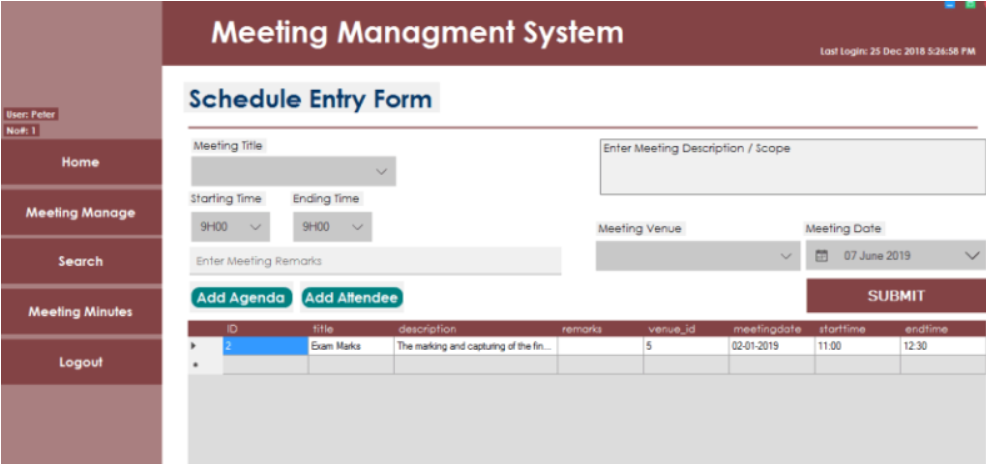 Meeting Managment System
Last Login: 25 Dec 2018 5:26:58 PM
User: Peter
No#: 1
Home
Meeting Manage
Search
Meeting Minutes
Logout
Schedule Entry Form
Meeting Title
Enter Meeting Description / Scope
Starting Time Ending Time
9H00 9H00
Meeting Venue Meeting Date
07 June 2019
Enter Meeting Remarks
Add Agenda Add Attendee
SUBMIT
ID title description remarks venue_id meetingdate starttime endtime
2 Exam Marks The marking and capturing of the fin... 5 02-01-2019 11:00 12:30